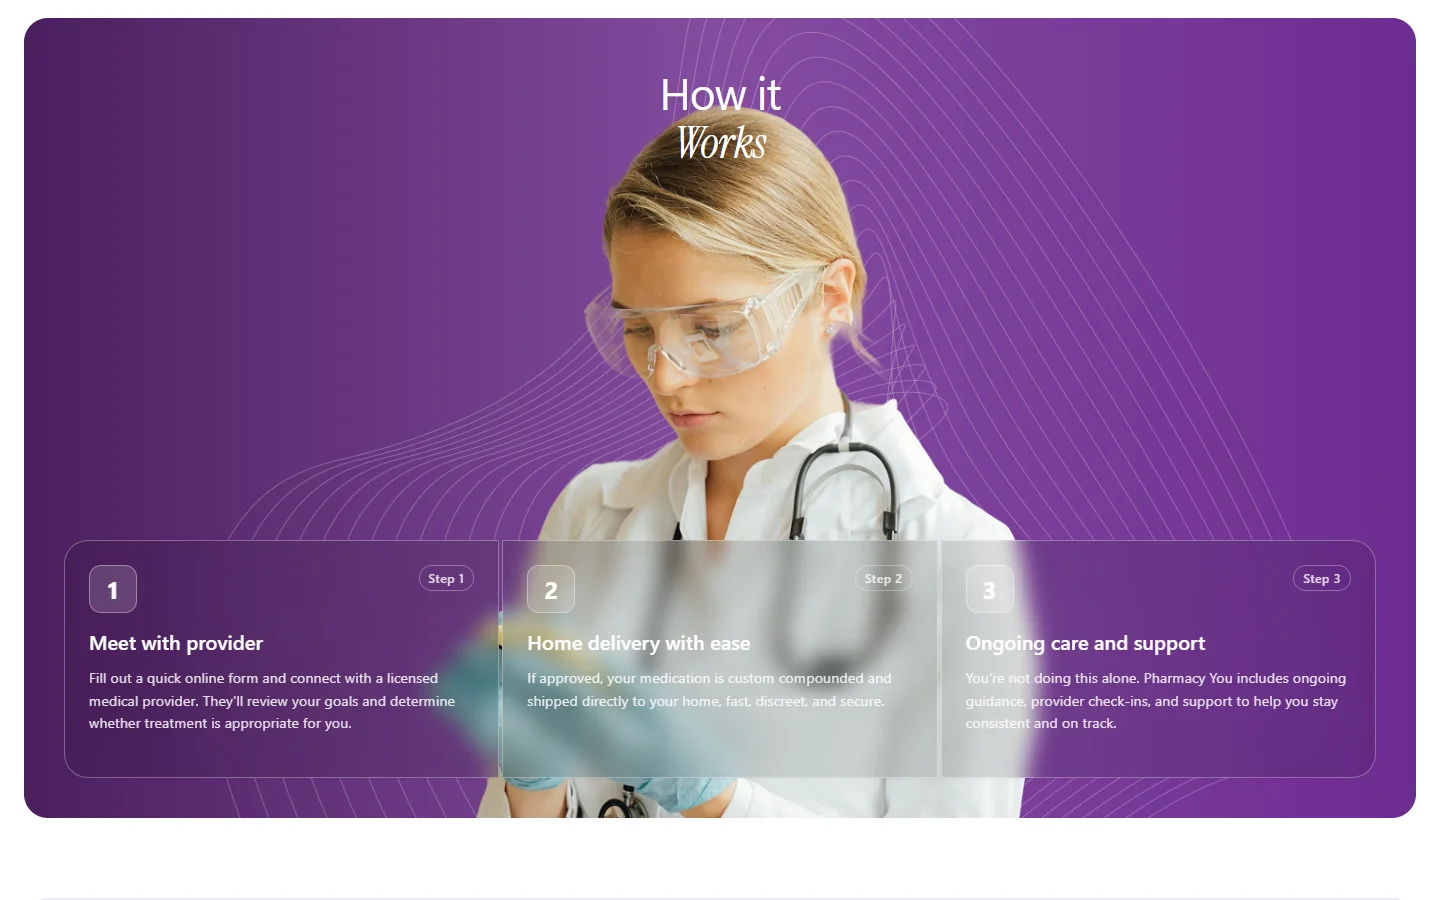 How it
Works
1
Step 1
Meet with provider
Fill out a quick online form and connect with a licensed
medical provider. They'll review your goals and determine
whether treatment is appropriate for you.
2
Step 2
Home delivery with ease
If approved, your medication is custom compounded and
shipped directly to your home, fast, discreet, and secure.
3
Step 3
Ongoing care and support
You're not doing this alone. Pharmacy You includes ongoing
guidance, provider check-ins, and support to help you stay
consistent and on track.